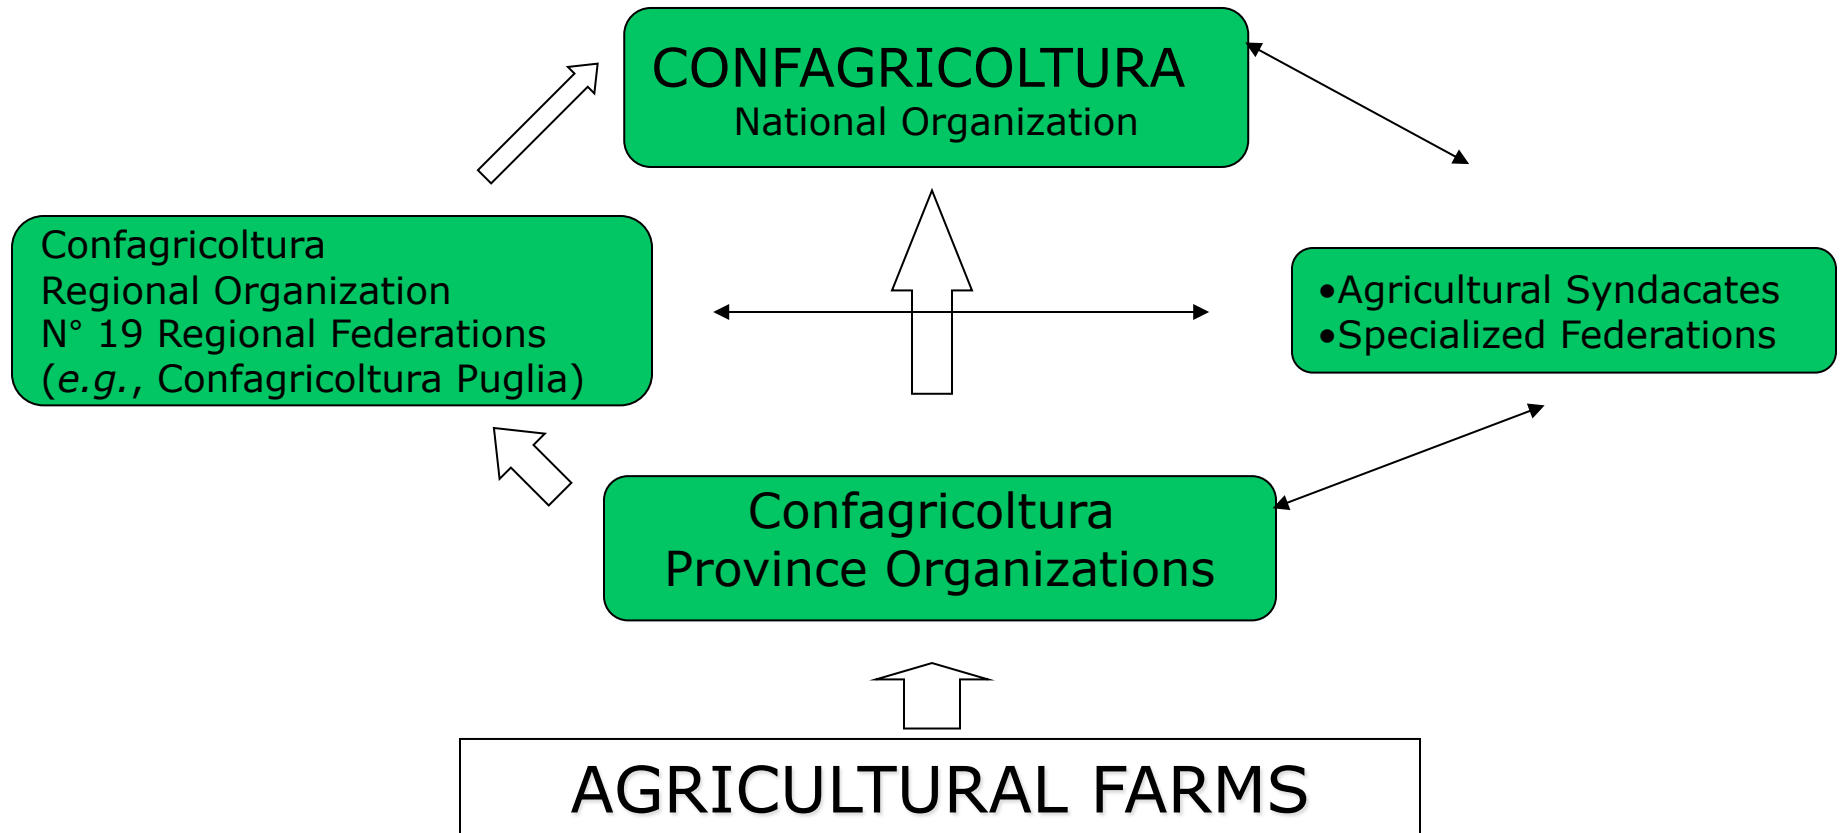 CONFAGRICOLTURA
National Organization
Confagricoltura
Regional Organization
N° 19 Regional Federations
(e.g., Confagricoltura Puglia)
•Agricultural Syndacates
•Specialized Federations
Confagricoltura
Province Organizations
AGRICULTURAL FARMS